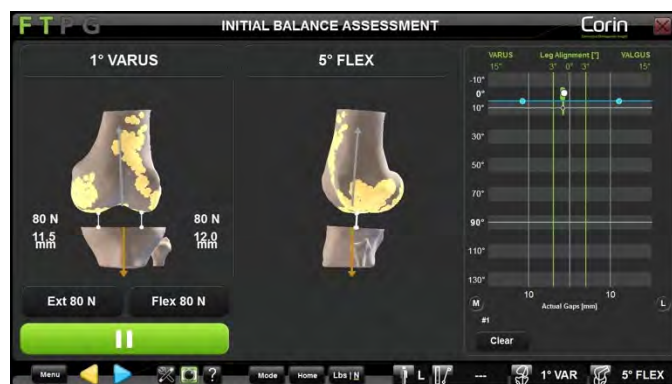 F T P G
INITIAL BALANCE ASSESSMENT
Corin
1° VARUS
5° FLEX
80 N
11.5
mm
80 N
12.0
mm
Ext 80 N
Flex 80 N
VARUS
Leg Alignment [°]
VALGUS
15°
3°
0°
3°
15°
-10°
0°
10°
30°
50°
70°
90°
110°
130°
10
10
M
Actual Gaps [mm]
L
#1
Clear
Menu
?
Mode
Home
Lbs | N
L
---
1° VAR
5° FLEX